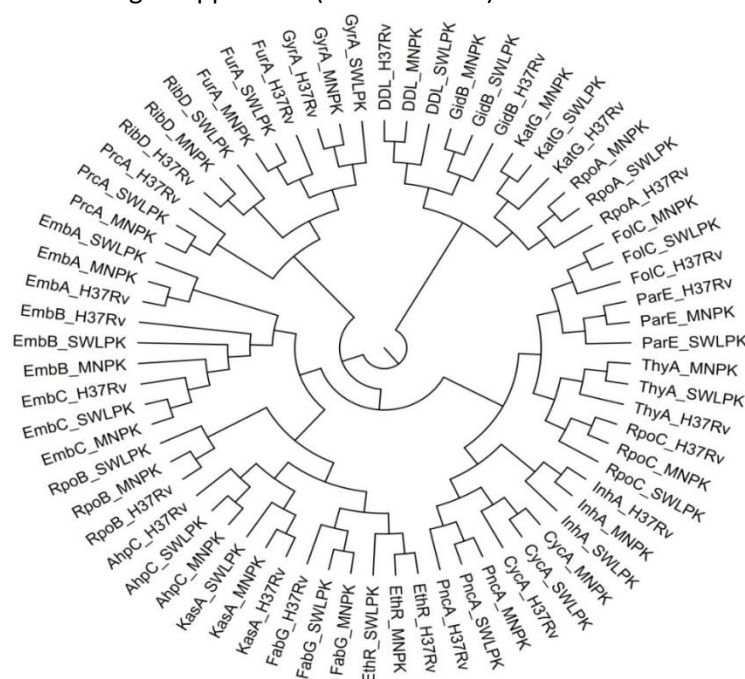 DDL_H37Rv
DDL_MNPK
DDL_SWLPK
GidB_MNPK
GidB_SWLPK
GidB_H37Rv
KatG_MNPK
KatG_SWLPK
KatG_H37Rv
RpoA_MNPK
RpoA_SWLPK
RpoA_H37Rv
FolC_MNPK
FolC_SWLPK
FolC_H37Rv
ParE_H37Rv
ParE_MNPK
ParE_SWLPK
ThyA_MNPK
ThyA_SWLPK
ThyA_H37Rv
RpoC_H37Rv
RpoC_MNPK
RpoC_SWLPK
InhA_H37Rv
InhA_MNPK
InhA_SWLPK
CycA_MNPK
CycA_SWLPK
CycA_H37Rv
PncA_MNPK
PncA_SWLPK
PncA_H37Rv
EthR_H37Rv
EthR_MNPK
EthR_SWLPK
FabG_MNPK
FabG_SWLPK
FabG_H37Rv
KasA_H37Rv
KasA_MNPK
KasA_SWLPK
AhpC_MNPK
AhpC_SWLPK
AhpC_H37Rv
RpoB_H37Rv
RpoB_MNPK
RpoB_SWLPK
EmbC_MNPK
EmbC_SWLPK
EmbC_H37Rv
EmbB_MNPK
EmbB_SWLPK
EmbB_H37Rv
EmbA_H37Rv
EmbA_MNPK
EmbA_SWLPK
PrcA_MNPK
PrcA_SWLPK
PrcA_H37Rv
RibD_H37Rv
RibD_MNPK
RibD_SWLPK
FurA_MNPK
FurA_SWLPK
FurA_H37Rv
GyrA_H37Rv
GyrA_MNPK
GyrA_SWLPK